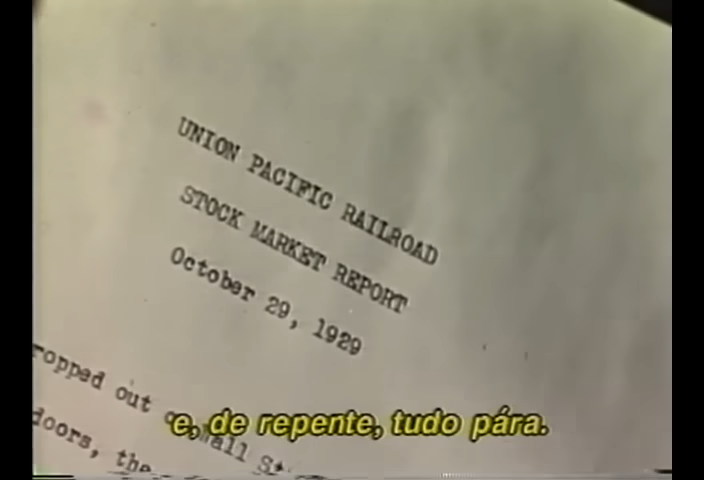 UNION PACIFIC RAILROAD
STOCK MARKET REPORT
October 29, 1929
ropped out
doors, the
e, de repente, tudo pára.